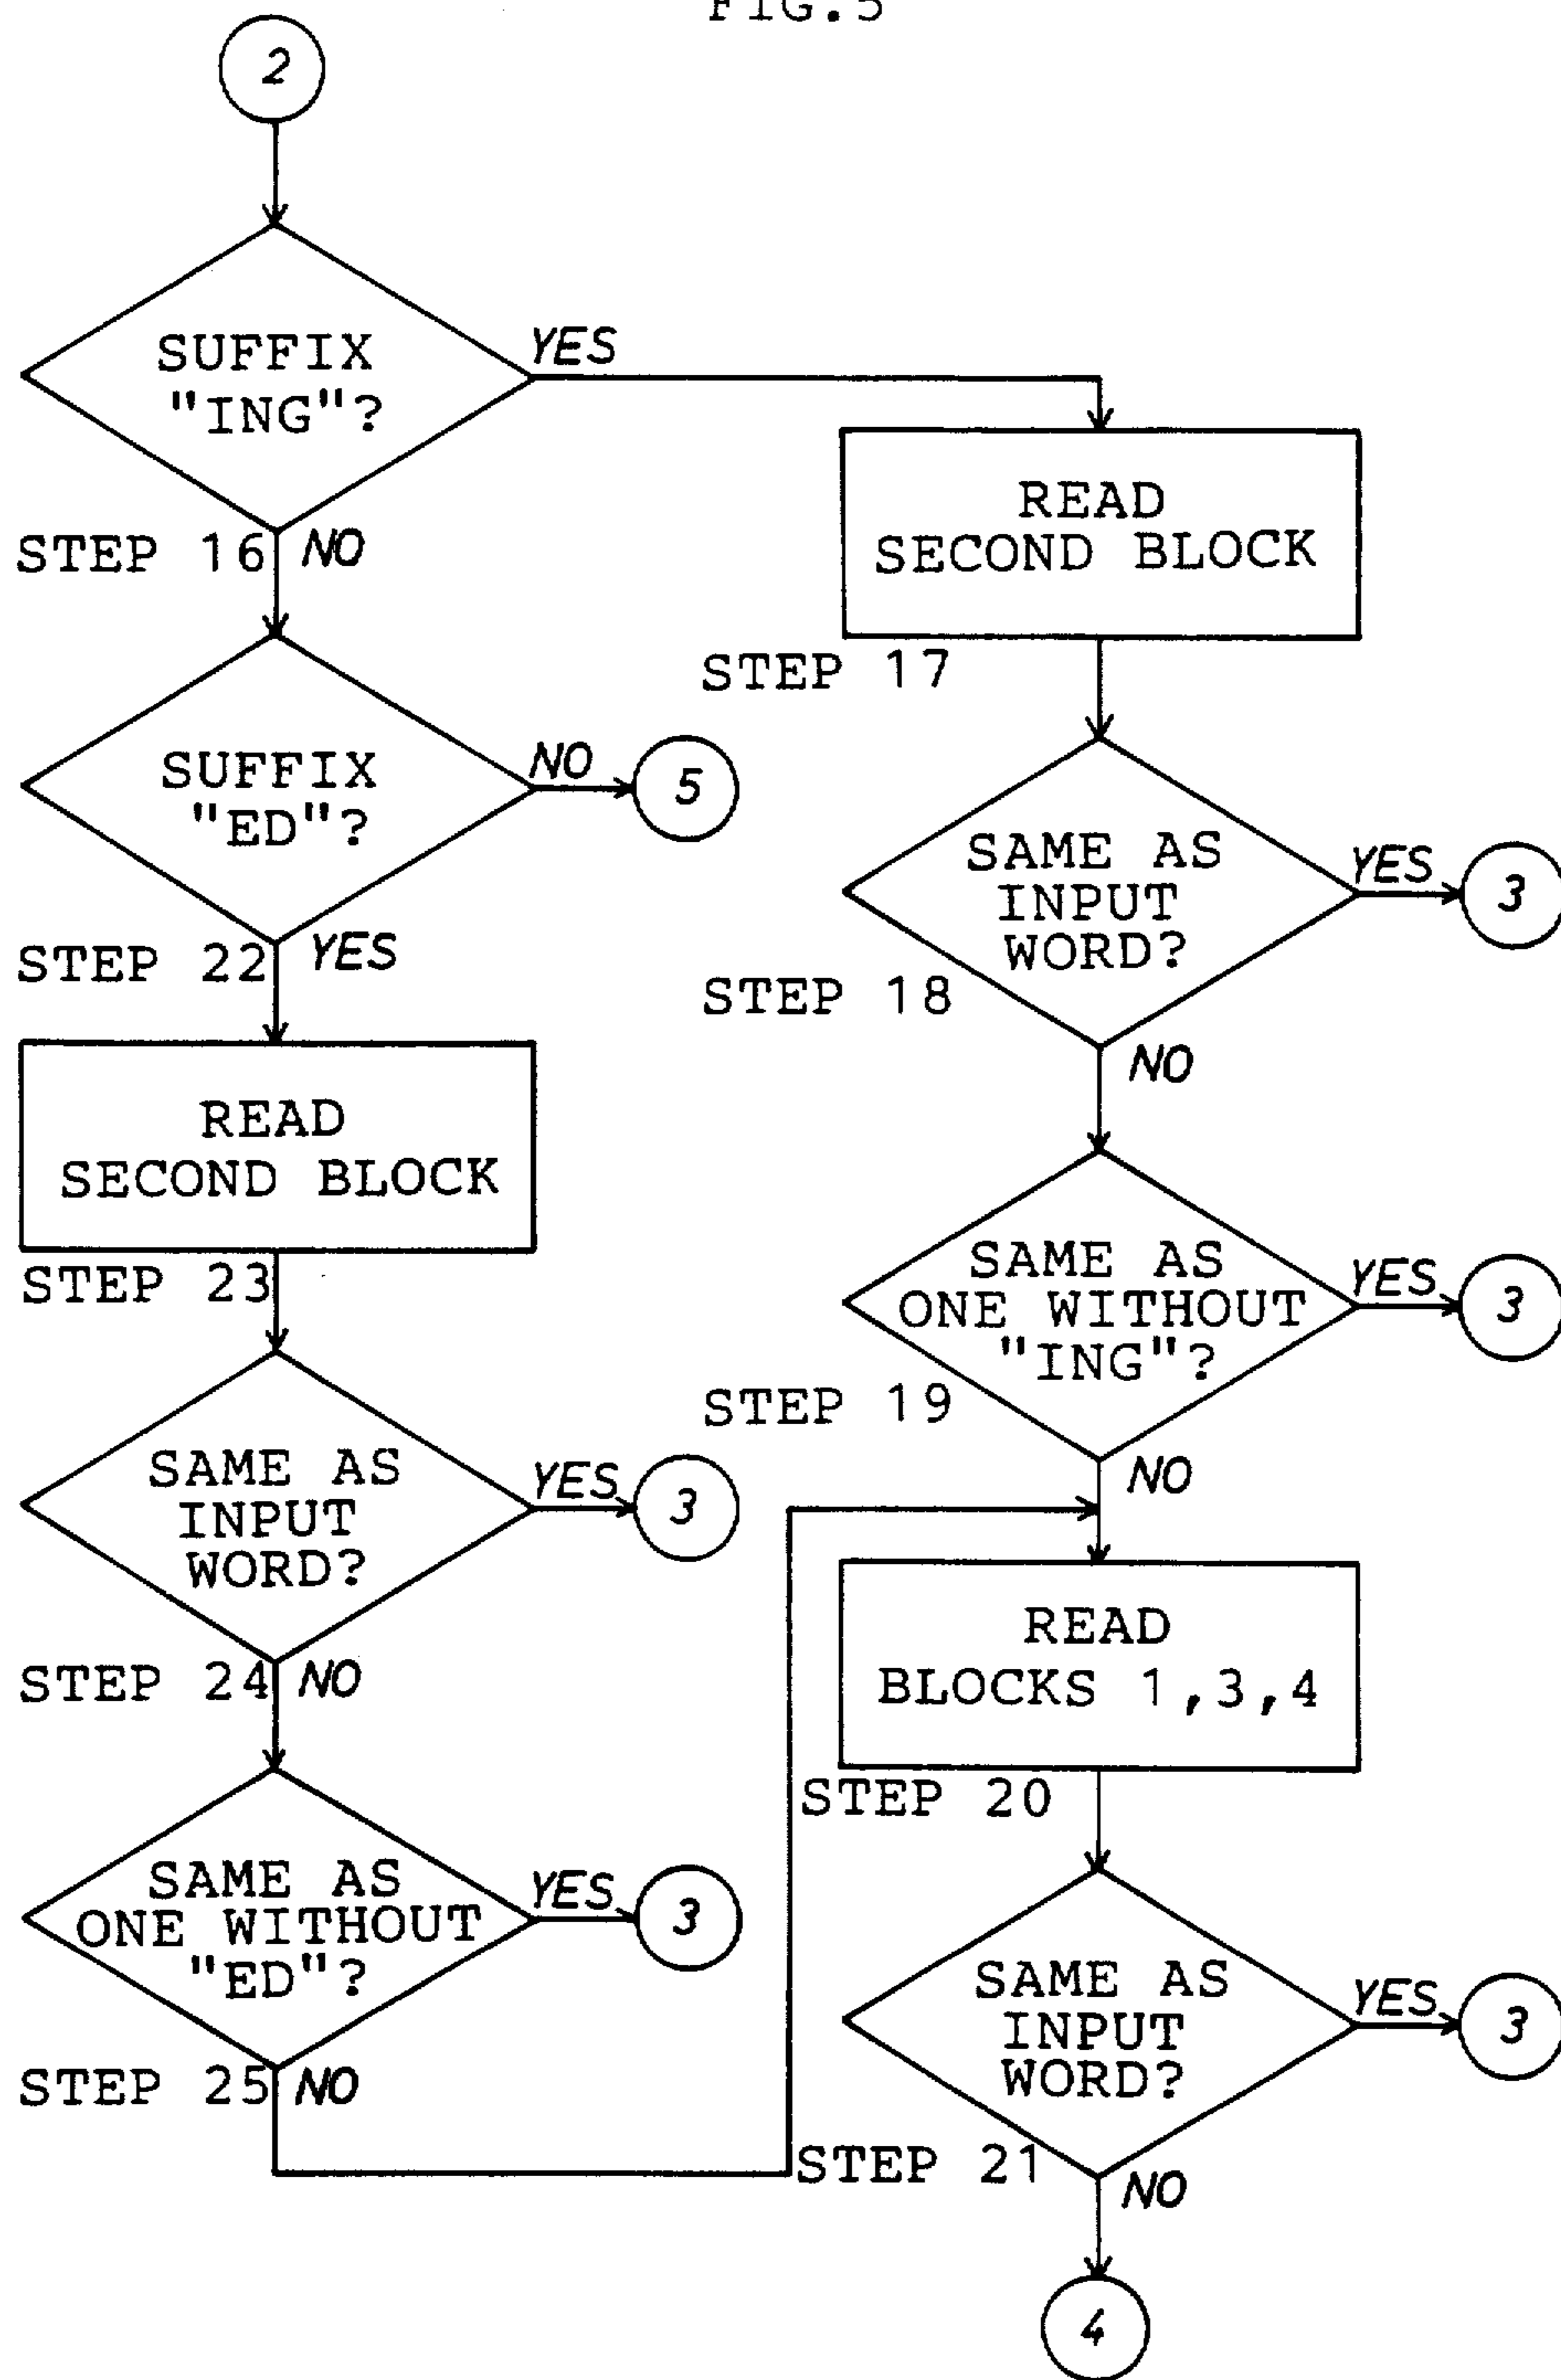 FIG.5
2
SUFFIX
"ING"?
YES
STEP 16
NO
READ
SECOND BLOCK
STEP 17
SUFFIX
"ED"?
NO
5
STEP 22
YES
SAME AS
INPUT
WORD?
YES
3
STEP 18
NO
READ
SECOND BLOCK
STEP 23
SAME AS
ONE WITHOUT
"ING"?
YES
3
STEP 19
NO
SAME AS
INPUT
WORD?
YES
3
STEP 24
NO
READ
BLOCKS 1,3,4
STEP 20
SAME AS
ONE WITHOUT
"ED"?
YES
3
STEP 25
NO
SAME AS
INPUT
WORD?
YES
3
STEP 21
NO
4